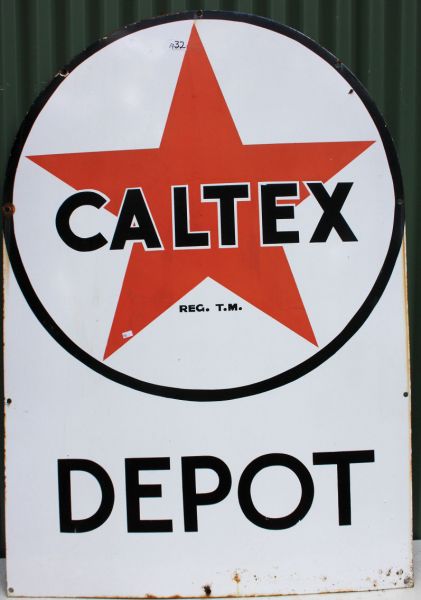 CALTEX
REG. T.M.
DEPOT